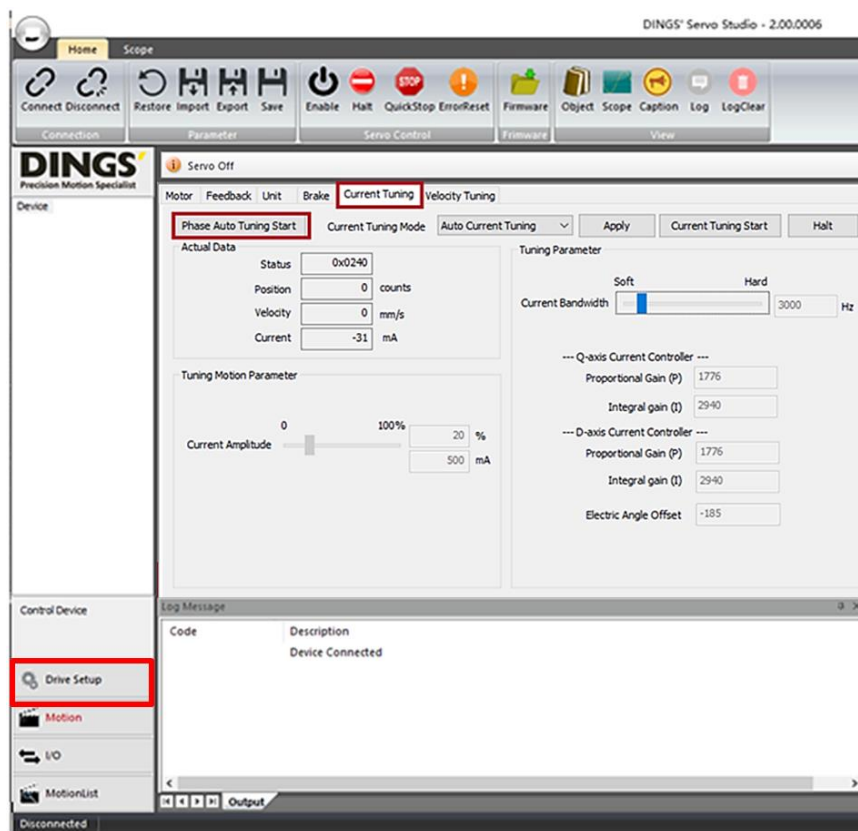 DINGS' Servo Studio - 2.00.0006
Home Scope
Connect Disconnect Restore Import Export Save Enable Halt QuickStop ErrorReset Firmware Object Scope Caption Log LogClear
Connection Parameter Servo Control Frimware View
DINGS'
Precision Motion Specialist
Device
Servo Off
Motor Feedback Unit Brake Current Tuning Velocity Tuning
Phase Auto Tuning Start Current Tuning Mode Auto Current Tuning Apply Current Tuning Start Halt
Actual Data
Status 0x0240
Position 0 counts
Velocity 0 mm/s
Current -31 mA
Tuning Motion Parameter
0 100%
Current Amplitude 20 %
500 mA
Tuning Parameter
Soft Hard
Current Bandwidth 3000 Hz
--- Q-axis Current Controller ---
Proportional Gain (P) 1776
Integral gain (I) 2940
--- D-axis Current Controller ---
Proportional Gain (P) 1776
Integral gain (I) 2940
Electric Angle Offset -185
Control Device
Drive Setup
Motion
I/O
MotionList
Log Message
Code Description
Device Connected
Output
Disconnected